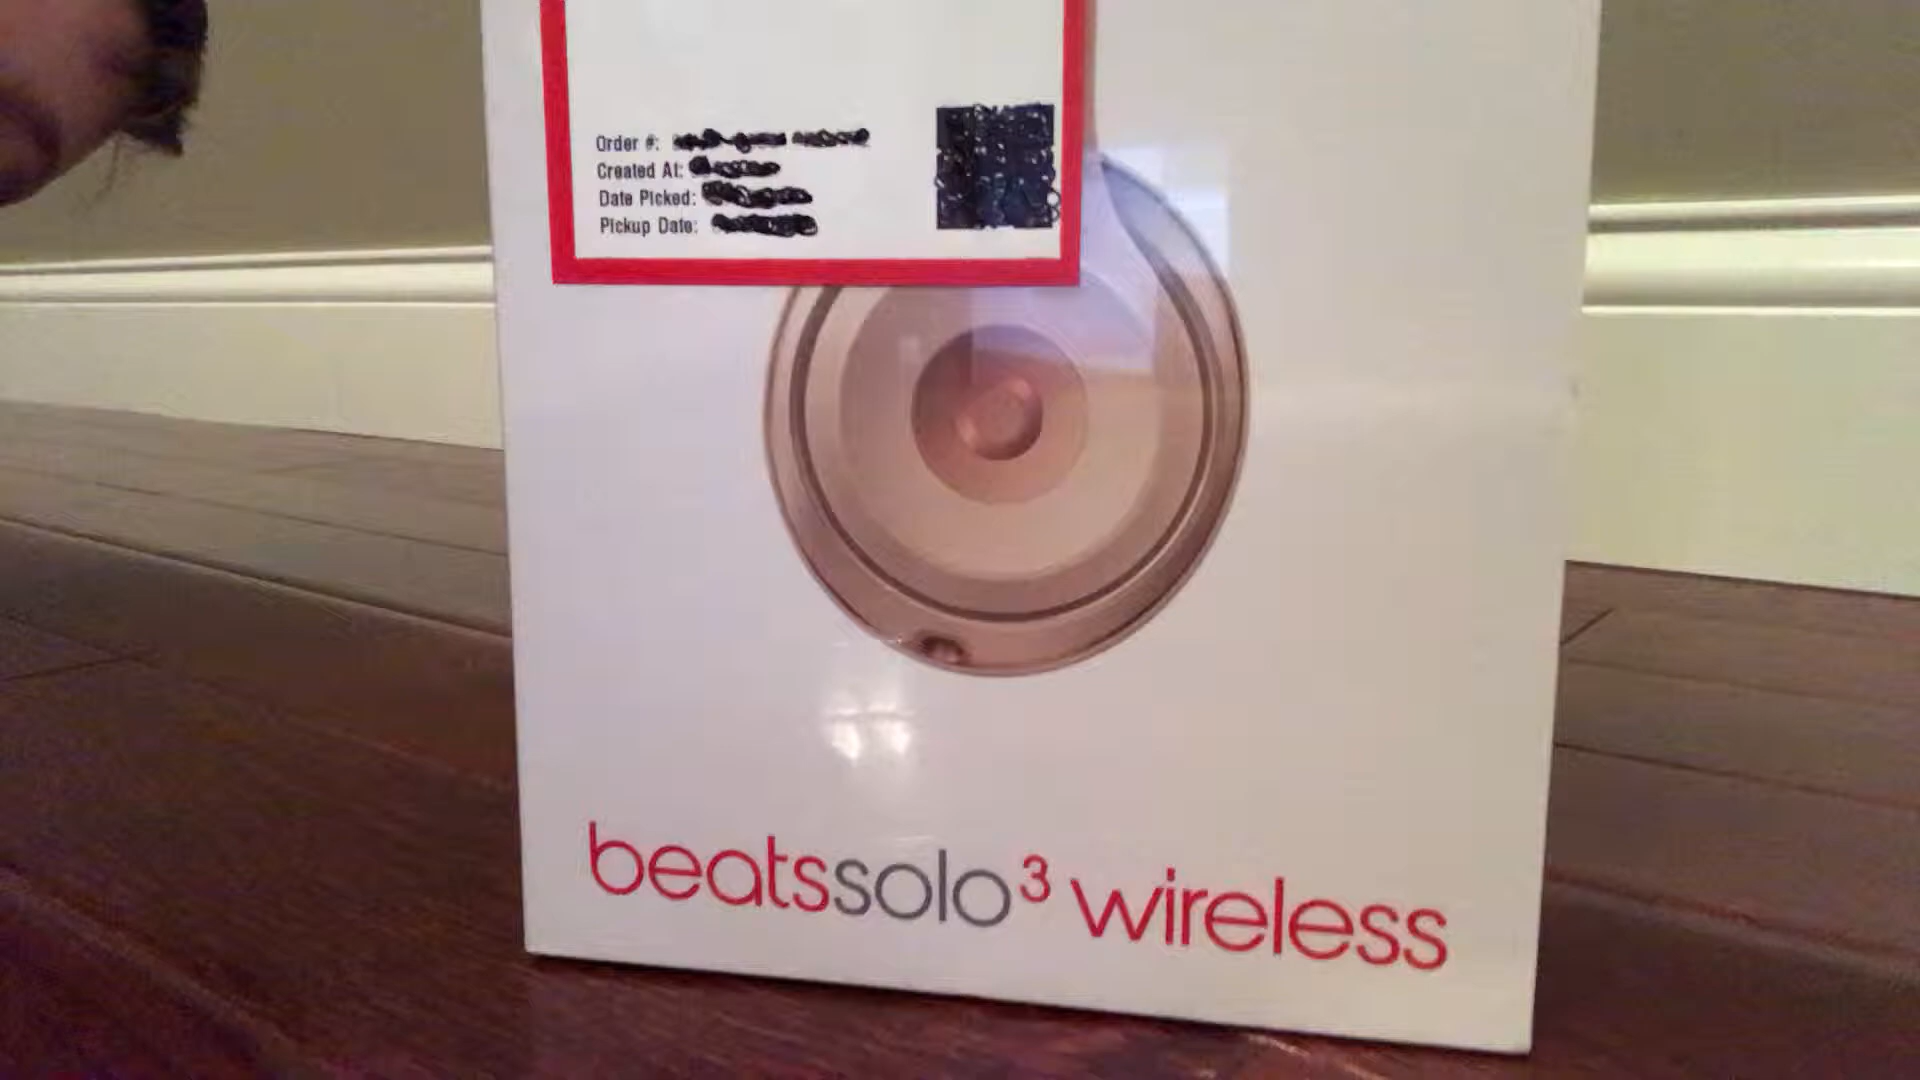 Order #:
Created At:
Date Picked:
Pickup Date:
beatssolo³ wireless